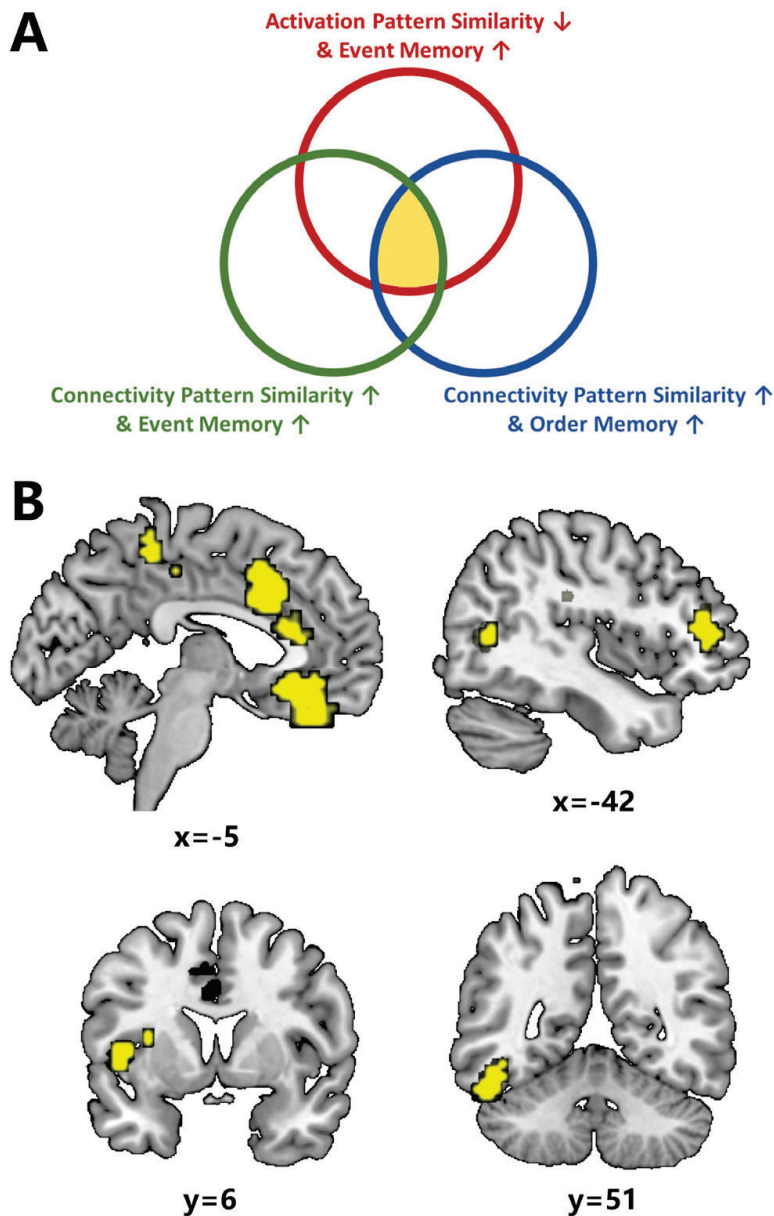 A
Activation Pattern Similarity ↓
& Event Memory ↑
Connectivity Pattern Similarity ↑
& Event Memory ↑
Connectivity Pattern Similarity ↑
& Order Memory ↑
B
x=-5
x=-42
y=6
y=51